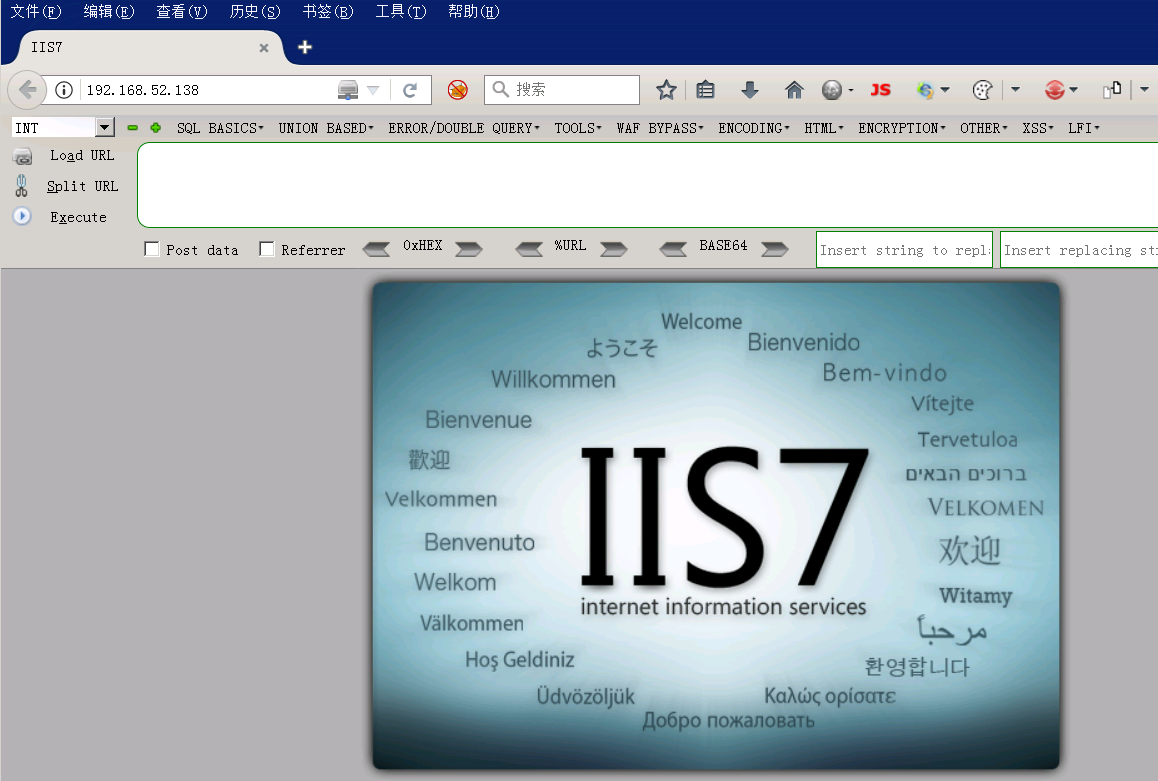 文件(F) 编辑(E) 查看(V) 历史(S) 书签(B) 工具(T) 帮助(H)
IIS7
192.168.52.138 搜索 JS
INT SQL BASICS UNION BASED ERROR/DOUBLE QUERY TOOLS WAF BYPASS ENCODING HTML ENCRYPTION OTHER XSS LFI
Load URL
Split URL
Execute
Post data Referrer 0xHEX %URL BASE64 Insert string to repl Insert replacing st
Welcome
ようこそ
Bienvenido
Willkommen
Bem-vindo
Bienvenue
Vítejte
歡迎
Tervetuloa
ברוכים הבאים
Velkommen
VELKOMEN
Benvenuto
欢迎
Welkom
Witamy
Välkommen
مرحباً
Hoş Geldiniz
환영합니다
Üdvözöljük
Καλώς ορίσατε
Добро пожаловать
IIS7
internet information services